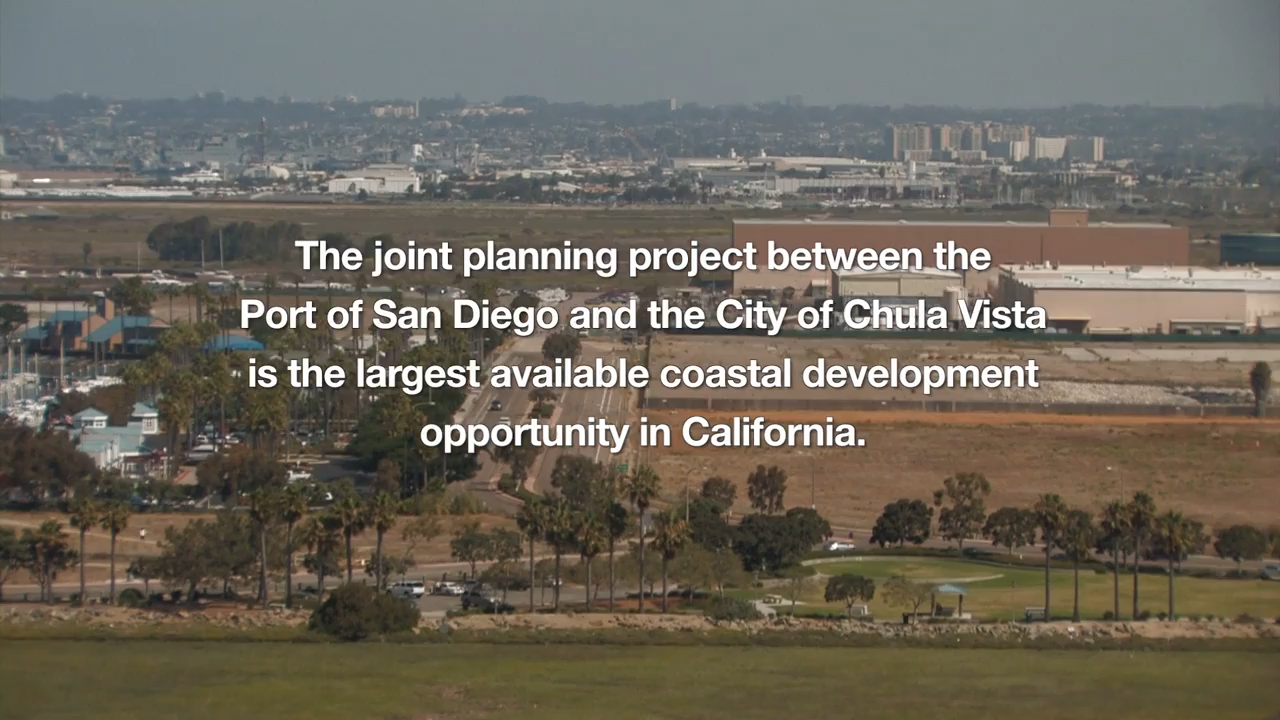 The joint planning project between the
Port of San Diego and the City of Chula Vista
is the largest available coastal development
opportunity in California.